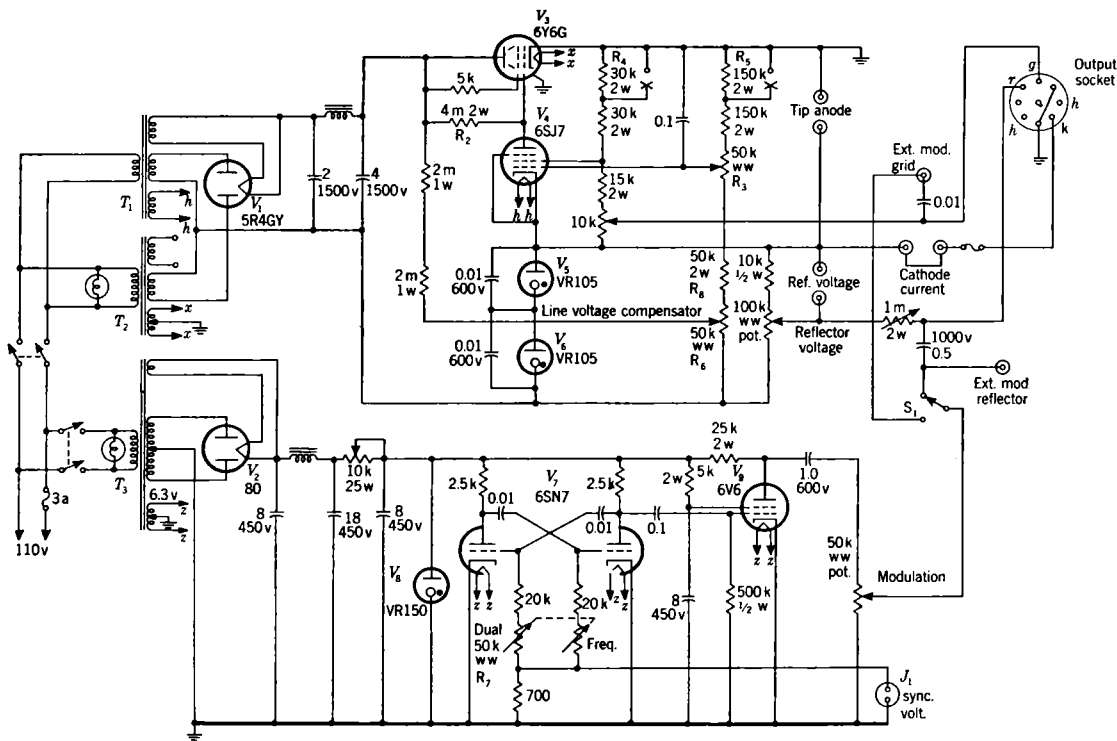 V3
6Y6G
x
x
5k
4m 2w
R2
V4
6SJ7
R4
30k
2w
30k
2w
15k
2w
10k
0.1
R5
150k
2w
150k
2w
50k
ww
R3
Tip anode
Output
socket
g
r
h
h
k
Ext. mod.
grid
0.01
T1
h
h
V1
5R4GY
2
1500v
4
1500v
2m
1w
h h
T2
x
x
2m
1w
0.01
600v
V5
VR105
Line voltage compensator
0.01
600v
V6
VR105
50k
2w
R8
50k
ww
R6
10k
1/2 w
100k
ww
pot.
Ref. voltage
Reflector
voltage
Cathode
current
1m
2w
1000v
0.5
Ext. mod
reflector
S1
T3
3a
110v
6.3v
z
z
V2
80
8
450v
18
450v
10k
25w
8
450v
V8
VR150
2.5k
0.01
V7
6SN7
2.5k
0.01
0.1
z z
z z
20k
20k
Dual
50k
ww
R7
Freq.
700
25k
2w
5k
2w
V9
6V6
z z
1.0
600v
8
450v
500k
1/2 w
50k
ww
pot.
Modulation
J1
sync.
volt.